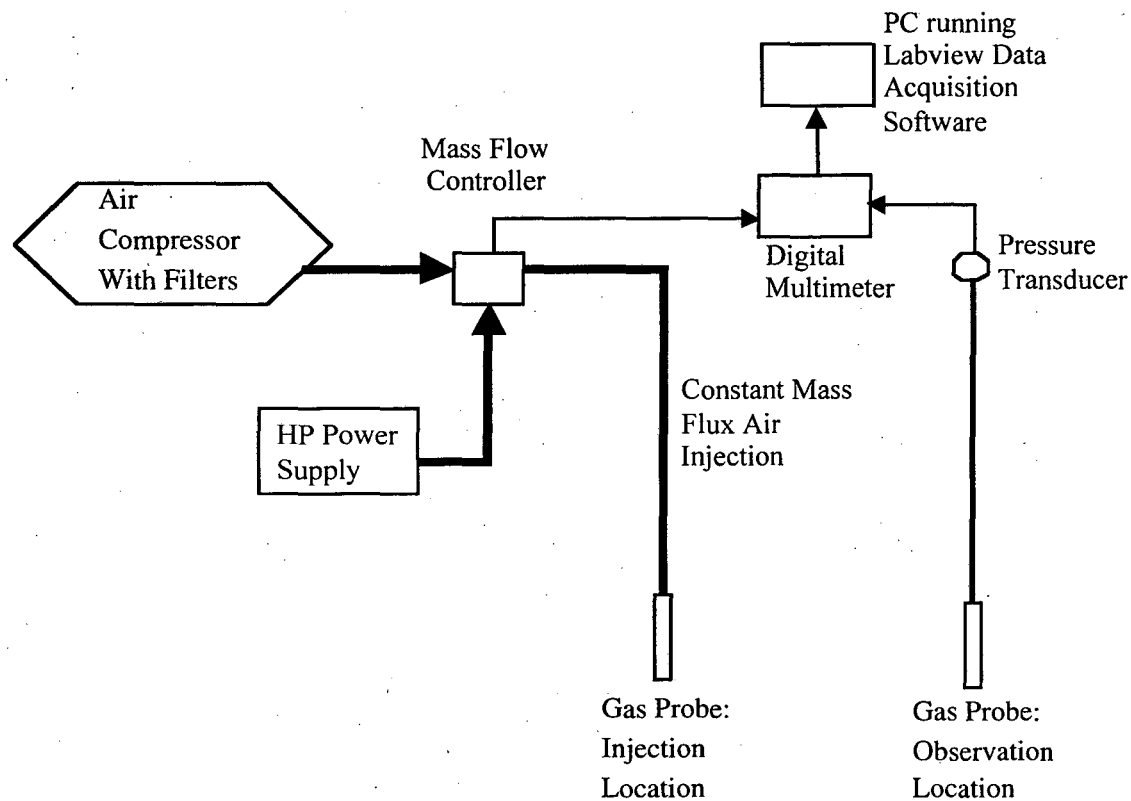 PC running
Labview Data
Acquisition
Software
Mass Flow
Controller
Air
Compressor
With Filters
Digital
Multimeter
Pressure
Transducer
HP Power
Supply
Constant Mass
Flux Air
Injection
Gas Probe:
Injection
Location
Gas Probe:
Observation
Location